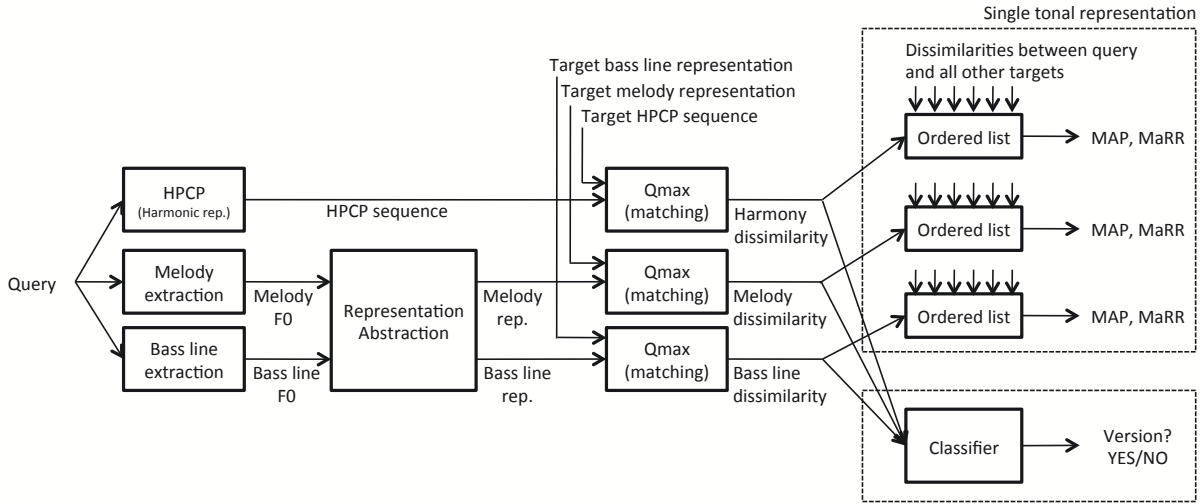 Single tonal representation
Dissimilarities between query
and all other targets
Target bass line representation
Target melody representation
Target HPCP sequence
Ordered list
MAP, MaRR
HPCP
(Harmonic rep.)
HPCP sequence
Qmax
(matching)
Harmony
dissimilarity
Ordered list
MAP, MaRR
Query
Melody
extraction
Melody
F0
Representation
Abstraction
Melody
rep.
Qmax
(matching)
Melody
dissimilarity
Ordered list
MAP, MaRR
Bass line
extraction
Bass line
F0
Bass line
rep.
Qmax
(matching)
Bass line
dissimilarity
Classifier
Version?
YES/NO